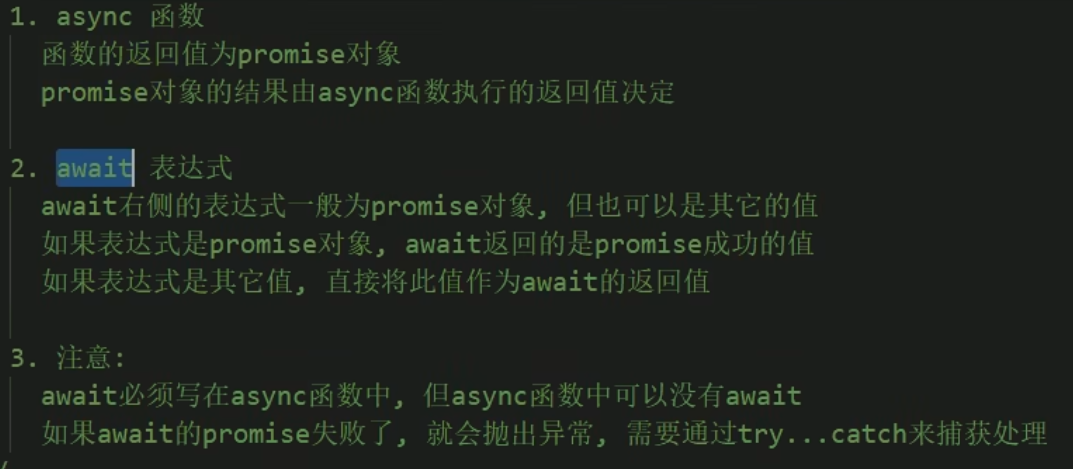 1. async 函数
函数的返回值为promise对象
promise对象的结果由async函数执行的返回值决定
2. await 表达式
await右侧的表达式一般为promise对象, 但也可以是其它的值
如果表达式是promise对象, await返回的是promise成功的值
如果表达式是其它值, 直接将此值作为await的返回值
3. 注意:
await必须写在async函数中, 但async函数中可以没有await
如果await的promise失败了, 就会抛出异常, 需要通过try...catch来捕获处理